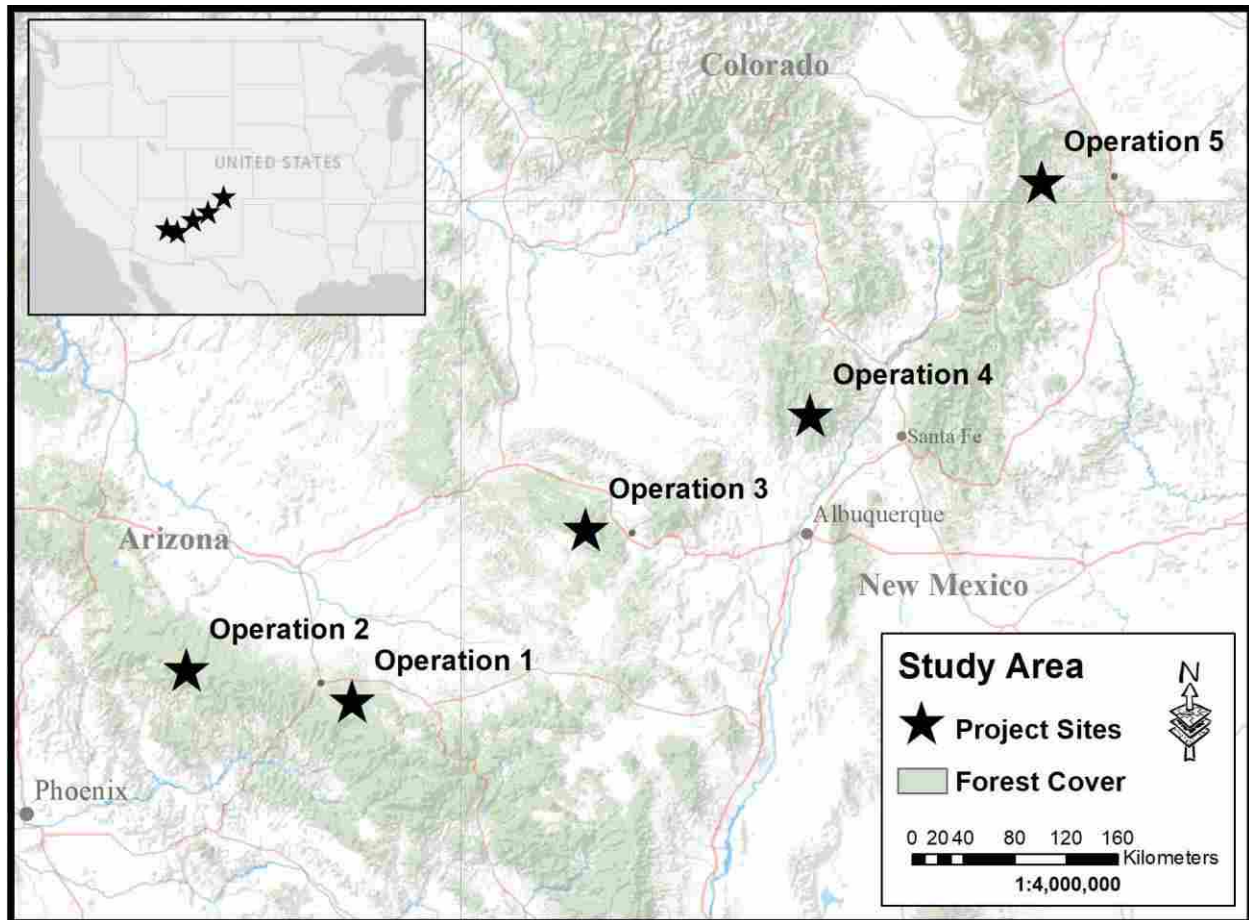 Colorado
UNITED STATES
Operation 5
Operation 4
Santa Fe
Operation 3
Albuquerque
Arizona
New Mexico
Operation 2
Operation 1
Phoenix
Study Area
N
Project Sites
Forest Cover
0 20 40 80 120 160
Kilometers
1:4,000,000